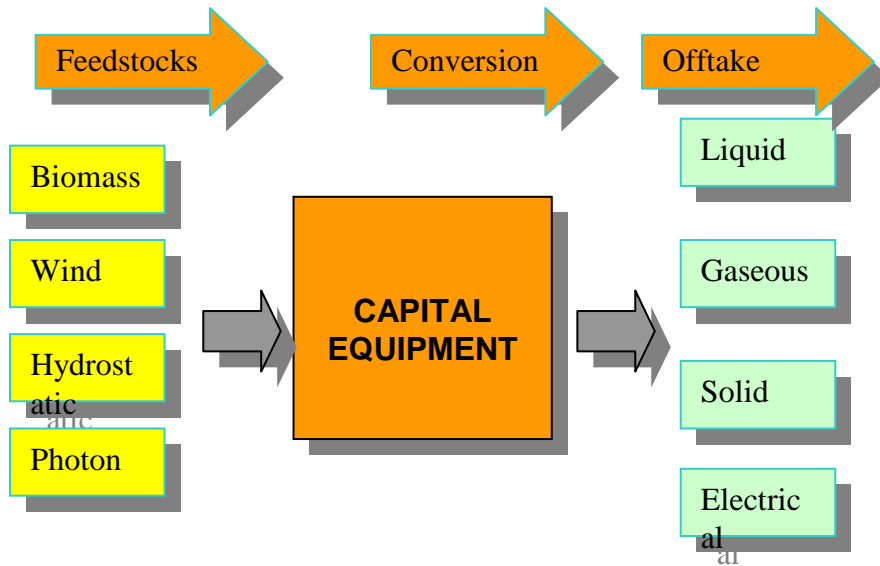 Feedstocks
Conversion
Offtake
Biomass
Wind
Hydrost
atic
Photon
CAPITAL
EQUIPMENT
Liquid
Gaseous
Solid
Electric
al